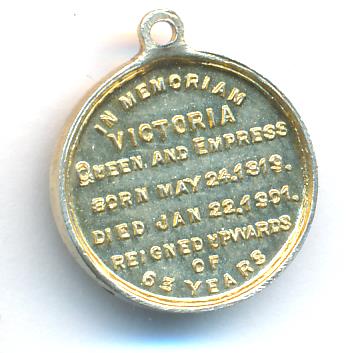 IN MEMORIAM
VICTORIA
QUEEN AND EMPRESS
BORN MAY 24, 1819.
DIED JAN 22, 1901.
REIGNED UPWARDS
OF
63 YEARS